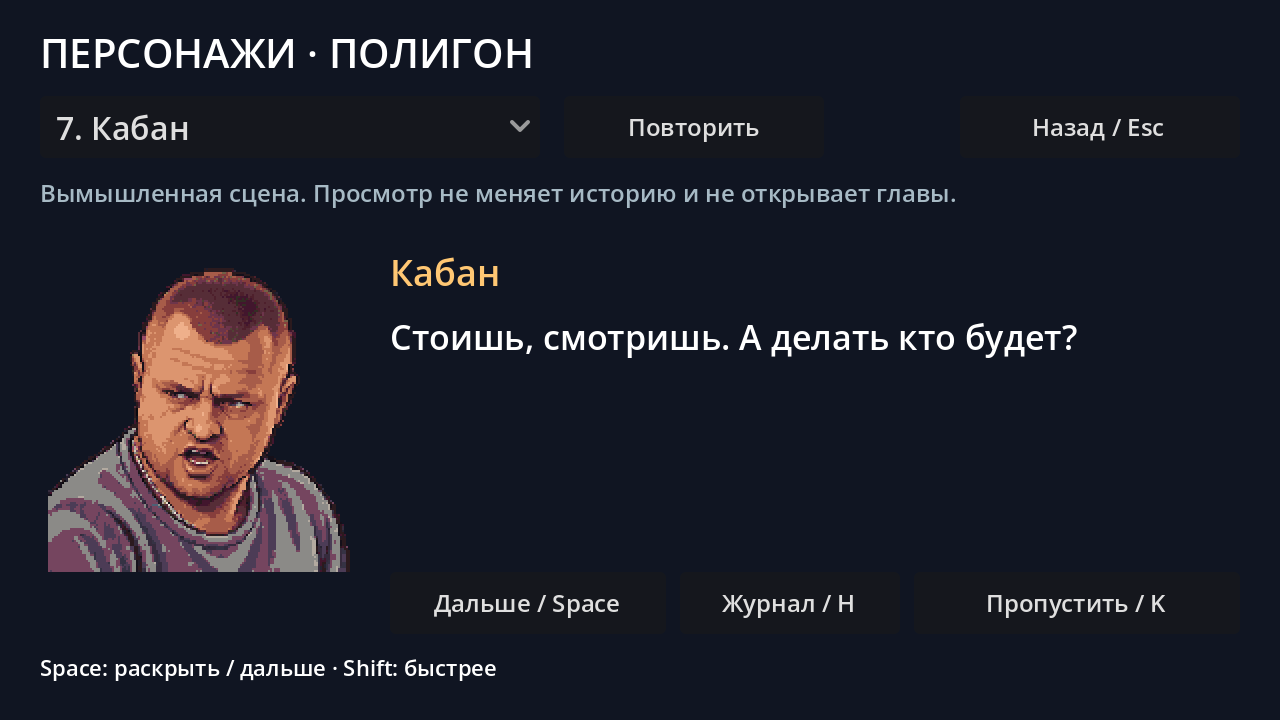 ПЕРСОНАЖИ · ПОЛИГОН
7. Кабан
Повторить
Назад / Esc
Вымышленная сцена. Просмотр не меняет историю и не открывает главы.
Кабан
Стоишь, смотришь. А делать кто будет?
Дальше / Space
Журнал / H
Пропустить / K
Space: раскрыть / дальше · Shift: быстрее